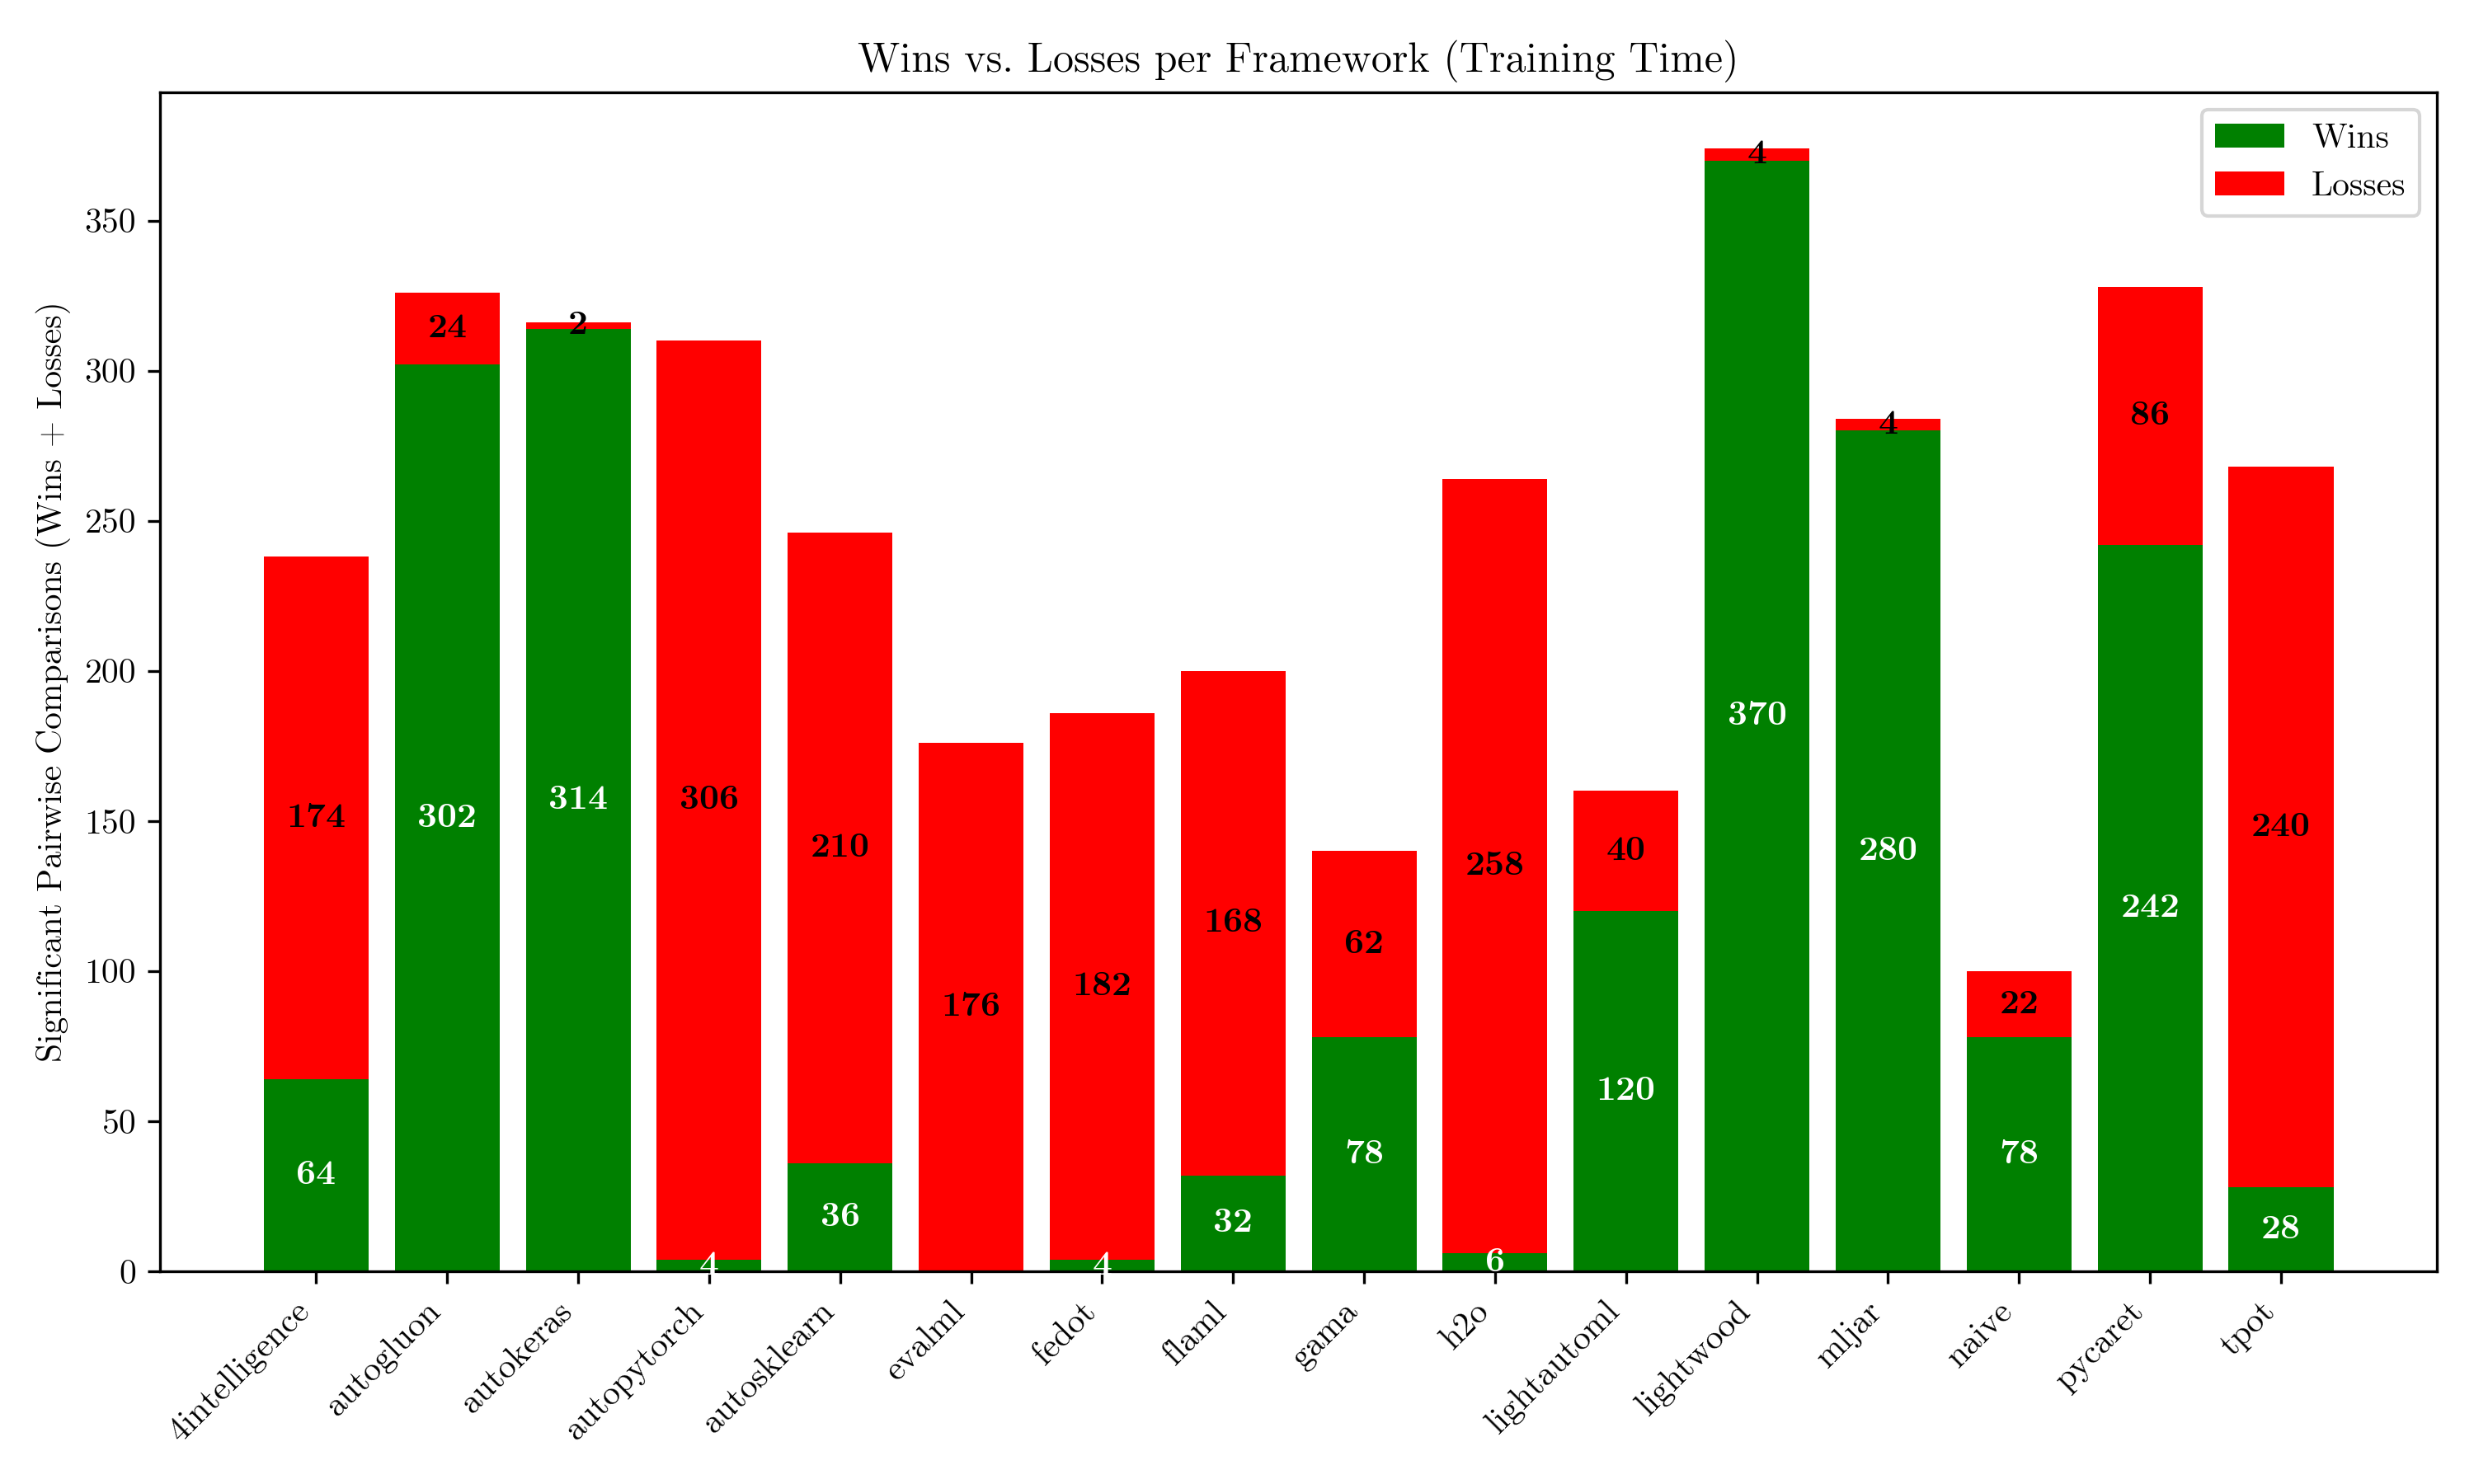 Wins vs. Losses per Framework (Training Time)
Wins
Losses
Significant Pairwise Comparisons (Wins + Losses)
350
300
250
200
150
100
50
0
174
64
24
302
2
314
306
4
210
36
176
182
4
168
32
62
78
258
6
40
120
4
370
4
280
22
78
86
242
240
28
4intelligence
autogluon
autokeras
autopytorch
autosklearn
evalml
fedot
flaml
gama
h2o
lightautoml
lightwood
mljar
naive
pycaret
tpot